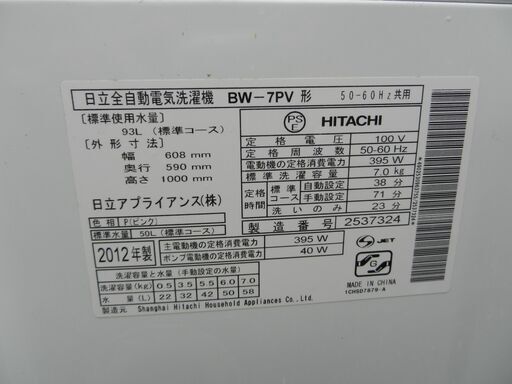 日立全自動電気洗濯機 BW-7PV 形 50-60Hz共用
[標準使用水量]
93L (標準コース)
[外形寸法]
幅 608 mm
奥行 590 mm
高さ 1000 mm
日立アプライアンス(株)
色相 P(ピンク)
標準水量 50L (標準コース)
PS E HITACHI
定格電圧 100 V
定格周波数 50-60 Hz
電動機の定格消費電力 395 W
標準洗濯容量 7.0 kg
定格時間 標準コース 自動設定 38 分
手動設定 71 分
洗いのみ 23 分
製造番号 2537324
2012年製 主電動機の定格消費電力 395 W
ポンプ電動機の定格消費電力 40 W
S JET
洗濯容量と水量 (手動設定の水量)
洗濯容量(kg) 0.5 3.5 5.5 6.0 7.0
水量(L) 22 32 42 50 58
製造元 Shanghai Hitachi Household Appliances Co., Ltd.
G
MADE IN CHINA
1CHSD7879-A